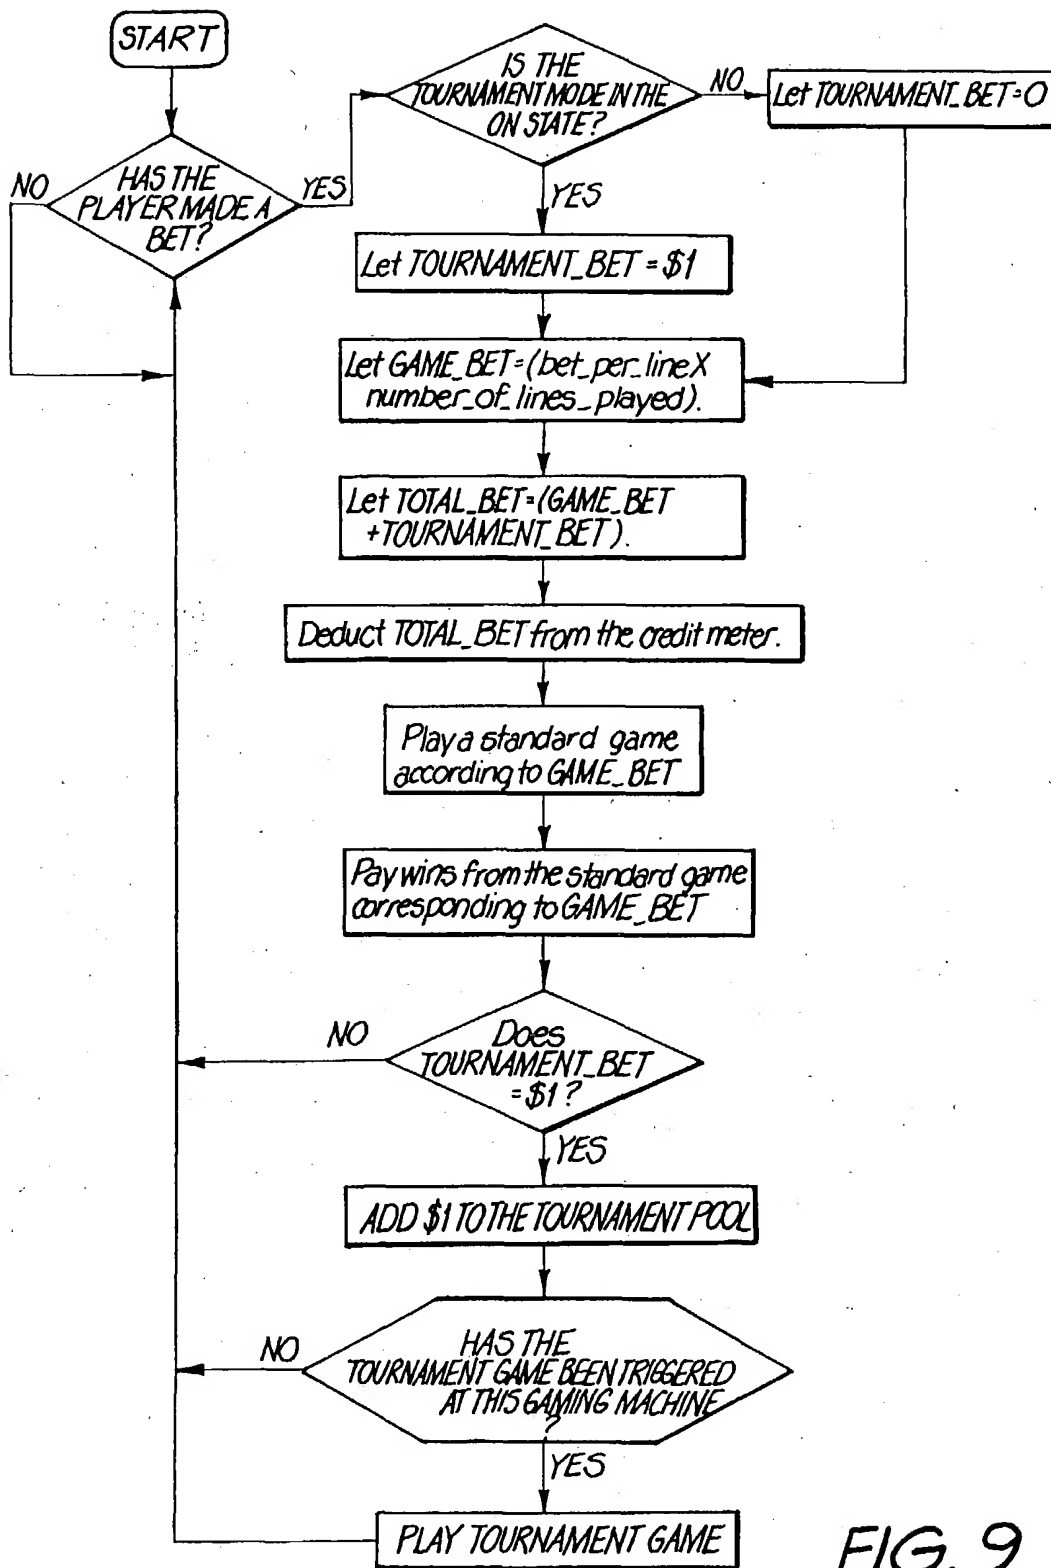 START
HAS THE
PLAYER MADE A
BET?
NO
YES
IS THE
TOURNAMENT MODE IN THE
ON STATE?
NO
Let TOURNAMENT_BET=0
YES
Let TOURNAMENT_BET = $1
Let GAME_BET=(bet_per_line X
number_of_lines_played).
Let TOTAL_BET=(GAME_BET
+TOURNAMENT_BET).
Deduct TOTAL_BET from the credit meter.
Play a standard game
according to GAME_BET
Pay wins from the standard game
corresponding to GAME_BET
Does
TOURNAMENT_BET
= $1?
NO
YES
ADD $1 TO THE TOURNAMENT POOL
HAS THE
TOURNAMENT GAME BEEN TRIGGERED
AT THIS GAMING MACHINE
?
NO
YES
PLAY TOURNAMENT GAME
FIG. 9